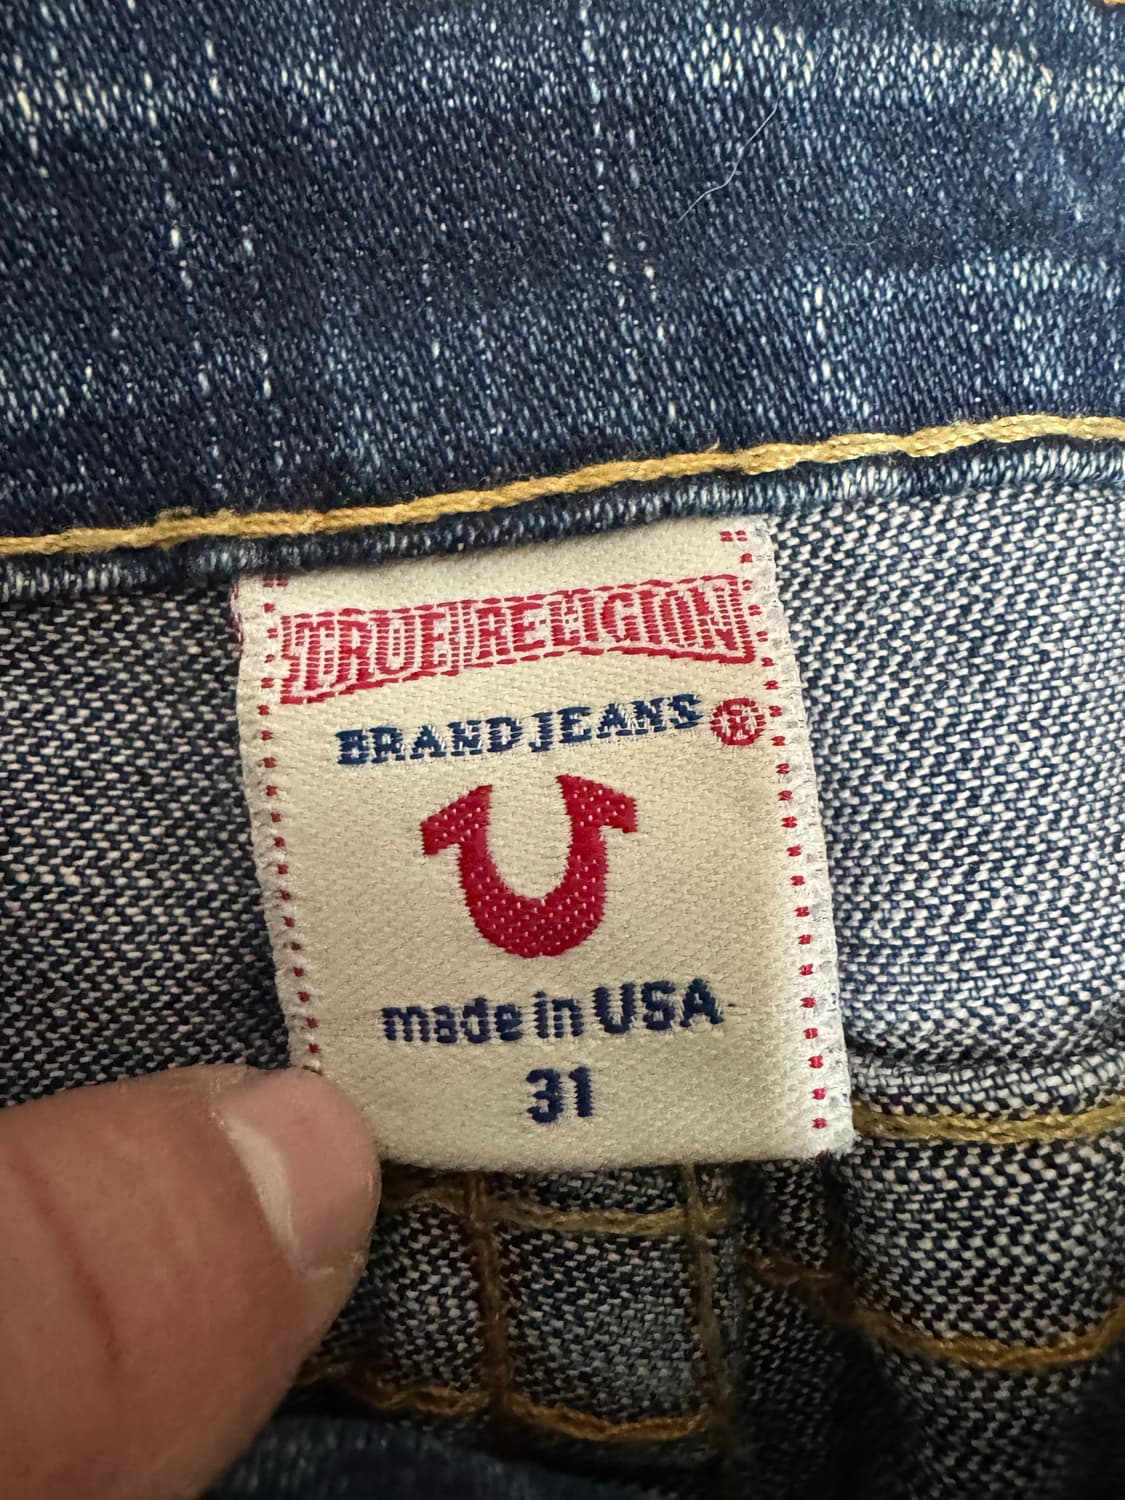 TRUE RELIGION
BRAND JEANS ®
made in USA
31